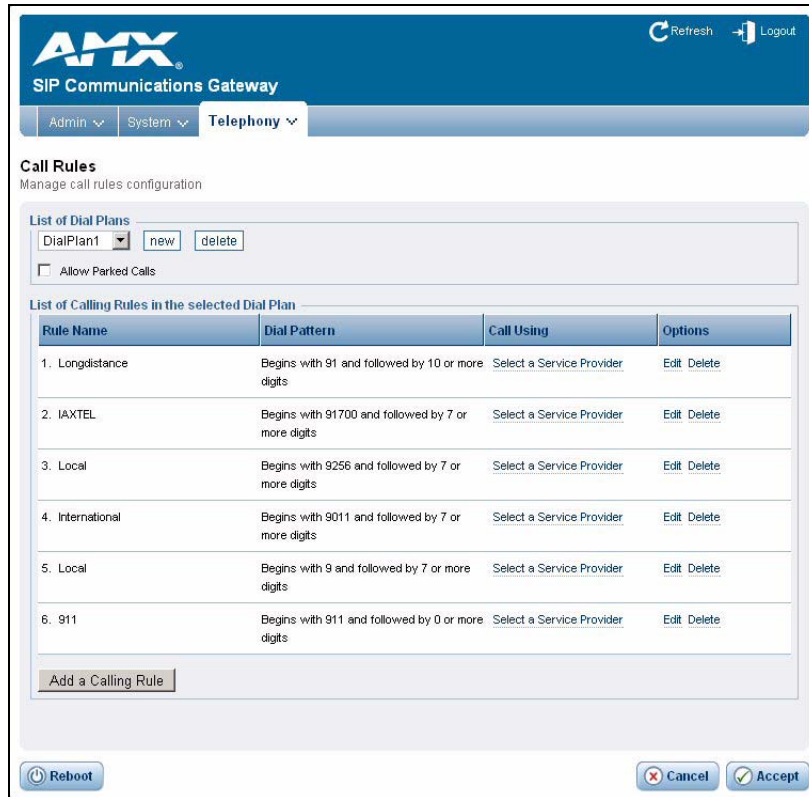 Refresh Logout
AMX®
SIP Communications Gateway
Admin System Telephony
Call Rules
Manage call rules configuration
List of Dial Plans
DialPlan1 new delete
Allow Parked Calls
List of Calling Rules in the selected Dial Plan
Rule Name Dial Pattern Call Using Options
1. Longdistance Begins with 91 and followed by 10 or more Select a Service Provider Edit Delete
digits
2. IAXTEL Begins with 91700 and followed by 7 or Select a Service Provider Edit Delete
more digits
3. Local Begins with 9256 and followed by 7 or Select a Service Provider Edit Delete
more digits
4. International Begins with 9011 and followed by 7 or Select a Service Provider Edit Delete
more digits
5. Local Begins with 9 and followed by 7 or more Select a Service Provider Edit Delete
digits
6. 911 Begins with 911 and followed by 0 or more Select a Service Provider Edit Delete
digits
Add a Calling Rule
Reboot Cancel Accept